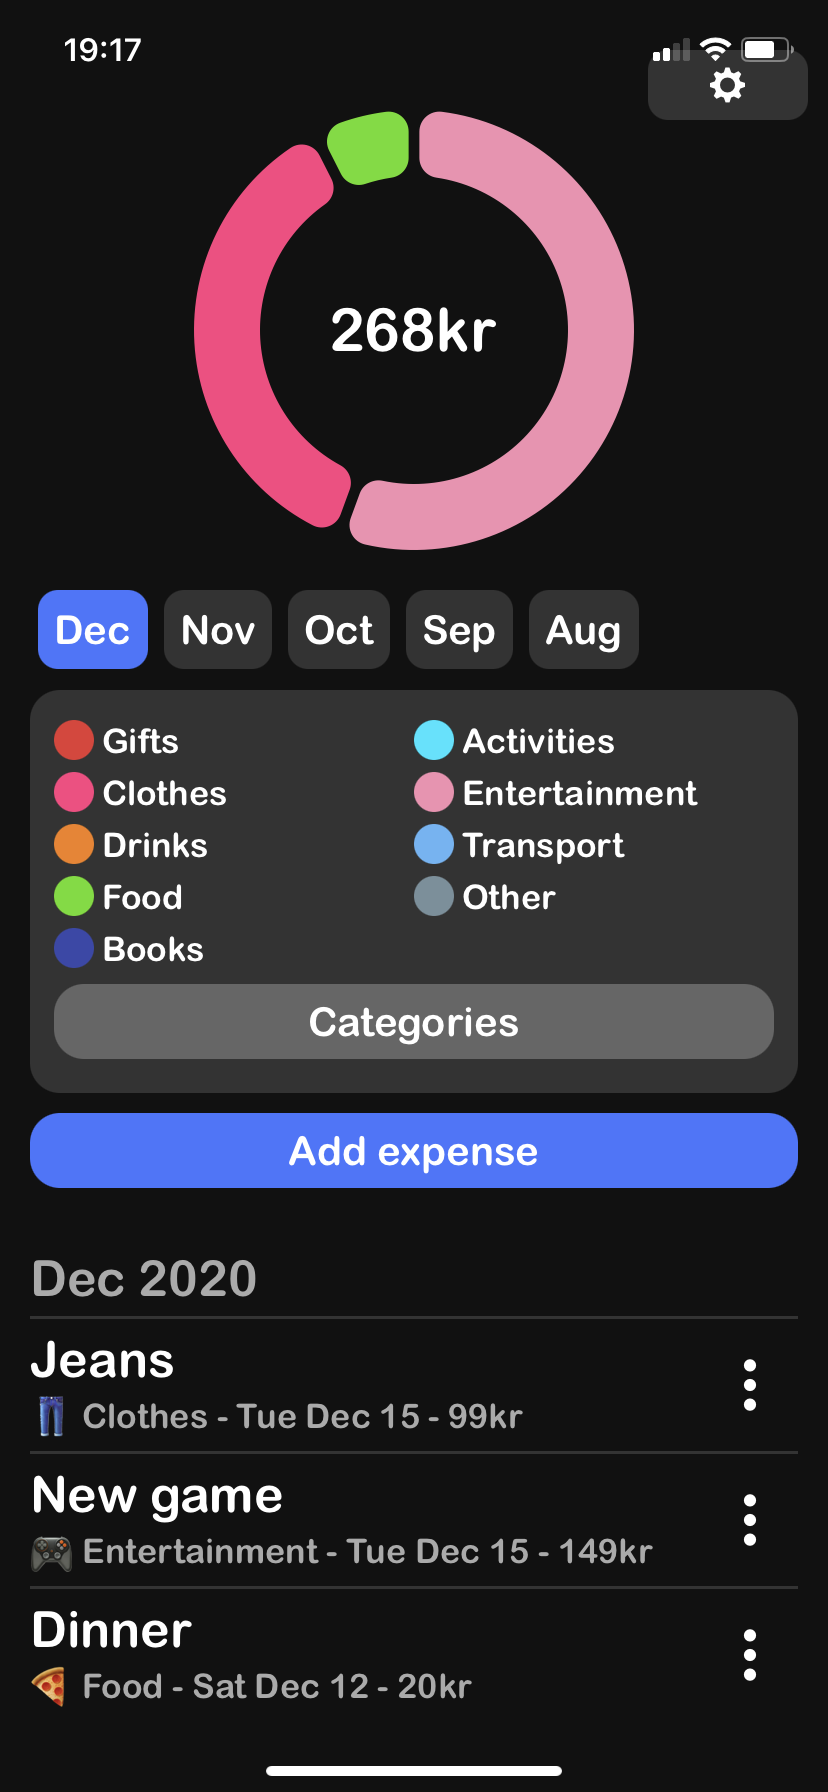 19:17
268kr
Dec Nov Oct Sep Aug
Gifts Activities
Clothes Entertainment
Drinks Transport
Food Other
Books
Categories
Add expense
Dec 2020
Jeans
Clothes - Tue Dec 15 - 99kr
New game
Entertainment - Tue Dec 15 - 149kr
Dinner
Food - Sat Dec 12 - 20kr